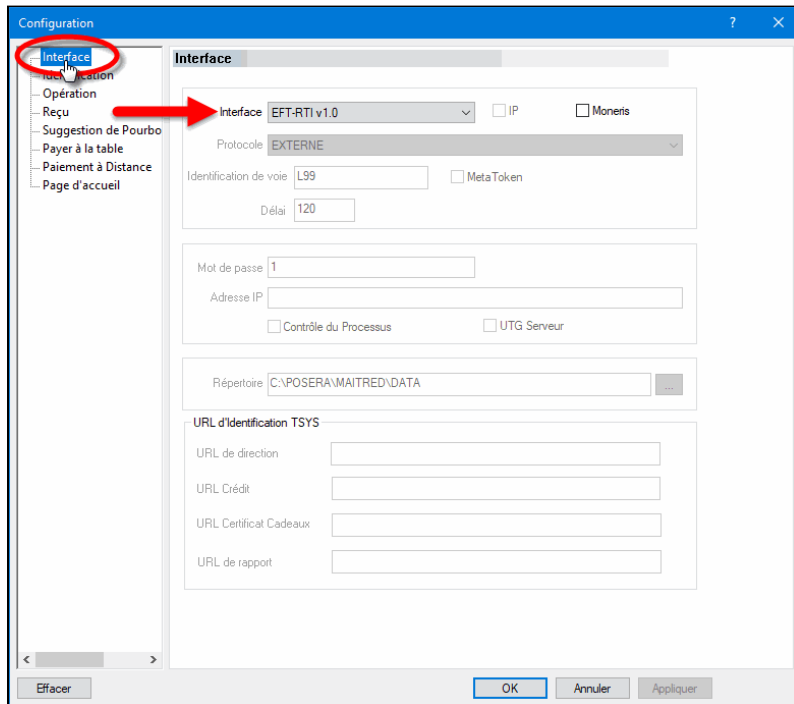 Configuration
Interface
Identification
Opération
Reçu
Suggestion de Pourbo
Payer à la table
Paiement à Distance
Page d'accueil
Interface
Interface EFT-RTI v1.0 IP Moneris
Protocole EXTERNE
Identification de voie L99 MetaToken
Délai 120
Mot de passe 1
Adresse IP
Contrôle du Processus UTG Serveur
Répertoire C:\POSERA\MAITRED\DATA ...
URL d'Identification TSYS
URL de direction
URL Crédit
URL Certificat Cadeaux
URL de rapport
Effacer OK Annuler Appliquer